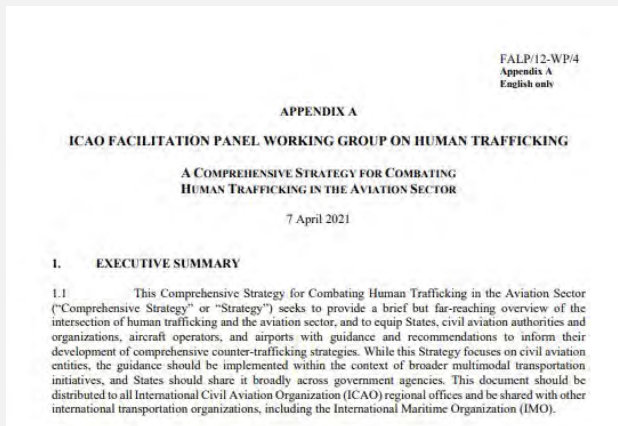 FALP/12-WP/4
Appendix A
English only
APPENDIX A
ICAO FACILITATION PANEL WORKING GROUP ON HUMAN TRAFFICKING
A COMPREHENSIVE STRATEGY FOR COMBATING
HUMAN TRAFFICKING IN THE AVIATION SECTOR
7 April 2021
1. EXECUTIVE SUMMARY
1.1 This Comprehensive Strategy for Combating Human Trafficking in the Aviation Sector
(“Comprehensive Strategy” or “Strategy”) seeks to provide a brief but far-reaching overview of the
intersection of human trafficking and the aviation sector, and to equip States, civil aviation authorities and
organizations, aircraft operators, and airports with guidance and recommendations to inform their
development of comprehensive counter-trafficking strategies. While this Strategy focuses on civil aviation
entities, the guidance should be implemented within the context of broader multimodal transportation
initiatives, and States should share it broadly across government agencies. This document should be
distributed to all International Civil Aviation Organization (ICAO) regional offices and be shared with other
international transportation organizations, including the International Maritime Organization (IMO).